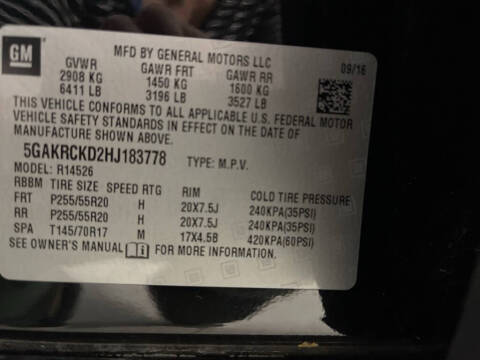 GM
MFD BY GENERAL MOTORS LLC
GVWR GAWR FRT GAWR RR 09/16
2908 KG 1450 KG 1600 KG
6411 LB 3196 LB 3527 LB
THIS VEHICLE CONFORMS TO ALL APPLICABLE U.S. FEDERAL MOTOR
VEHICLE SAFETY STANDARDS IN EFFECT ON THE DATE OF
MANUFACTURE SHOWN ABOVE.
5GAKRCKD2HJ183778 TYPE: M.P.V.
MODEL: R14526
RBBM TIRE SIZE SPEED RTG RIM COLD TIRE PRESSURE
FRT P255/55R20 H 20X7.5J 240KPA(35PSI)
RR P255/55R20 H 20X7.5J 240KPA(35PSI)
SPA T145/70R17 M 17X4.5B 420KPA(60PSI)
SEE OWNER'S MANUAL FOR MORE INFORMATION.